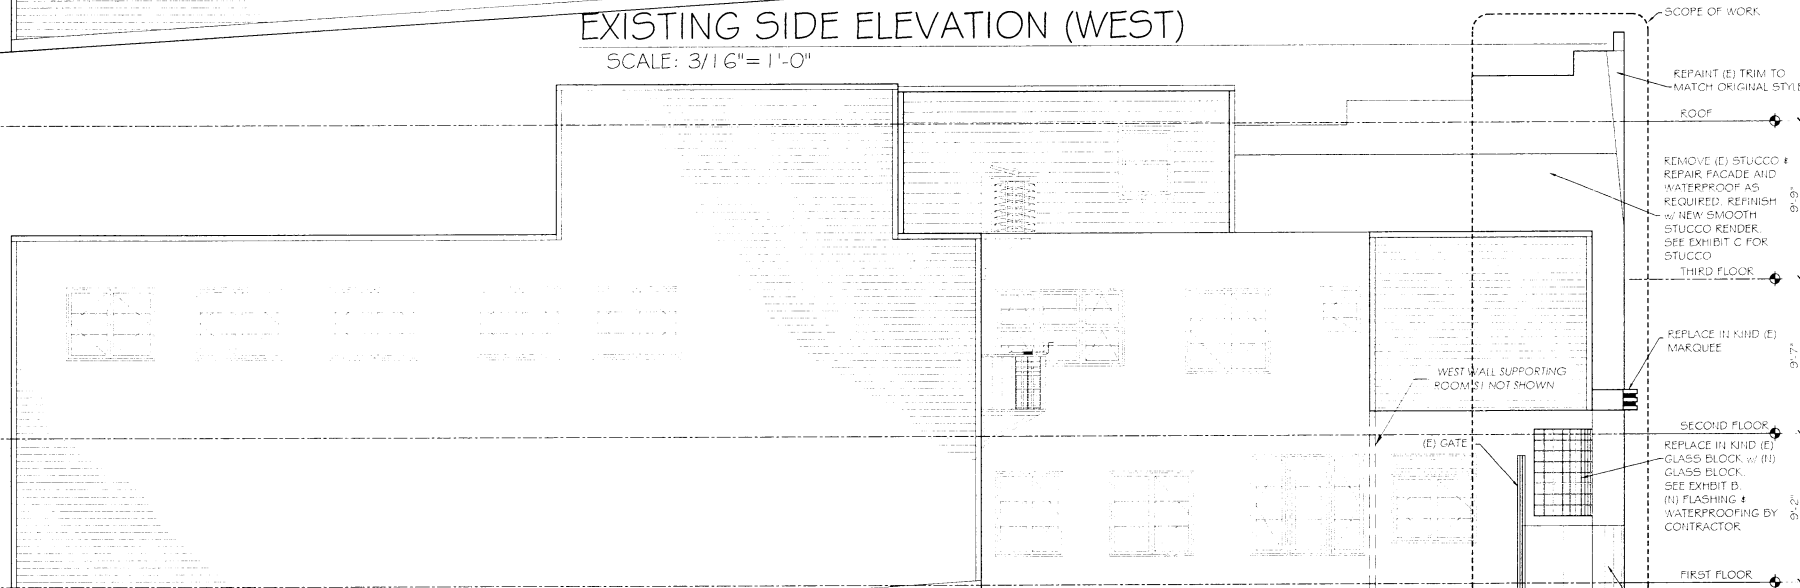 EXISTING SIDE ELEVATION (WEST)
SCALE: 3/16"= 1'-0"
SCOPE OF WORK
REPAINT (E) TRIM TO
MATCH ORIGINAL STYLE
ROOF
REMOVE (E) STUCCO &
REPAIR FACADE AND
WATERPROOF AS
REQUIRED. REFINISH
w/ NEW SMOOTH
STUCCO RENDER.
SEE EXHIBIT C FOR
STUCCO
9'-9"
THIRD FLOOR
REPLACE IN KIND (E)
MARQUEE
9'-7"
WEST WALL SUPPORTING
ROOM S1 NOT SHOWN
SECOND FLOOR
(E) GATE
REPLACE IN KIND (E)
GLASS BLOCK w/ (N)
GLASS BLOCK.
SEE EXHBIT B.
(N) FLASHING &
WATERPROOFING BY
CONTRACTOR
9'-2"
FIRST FLOOR